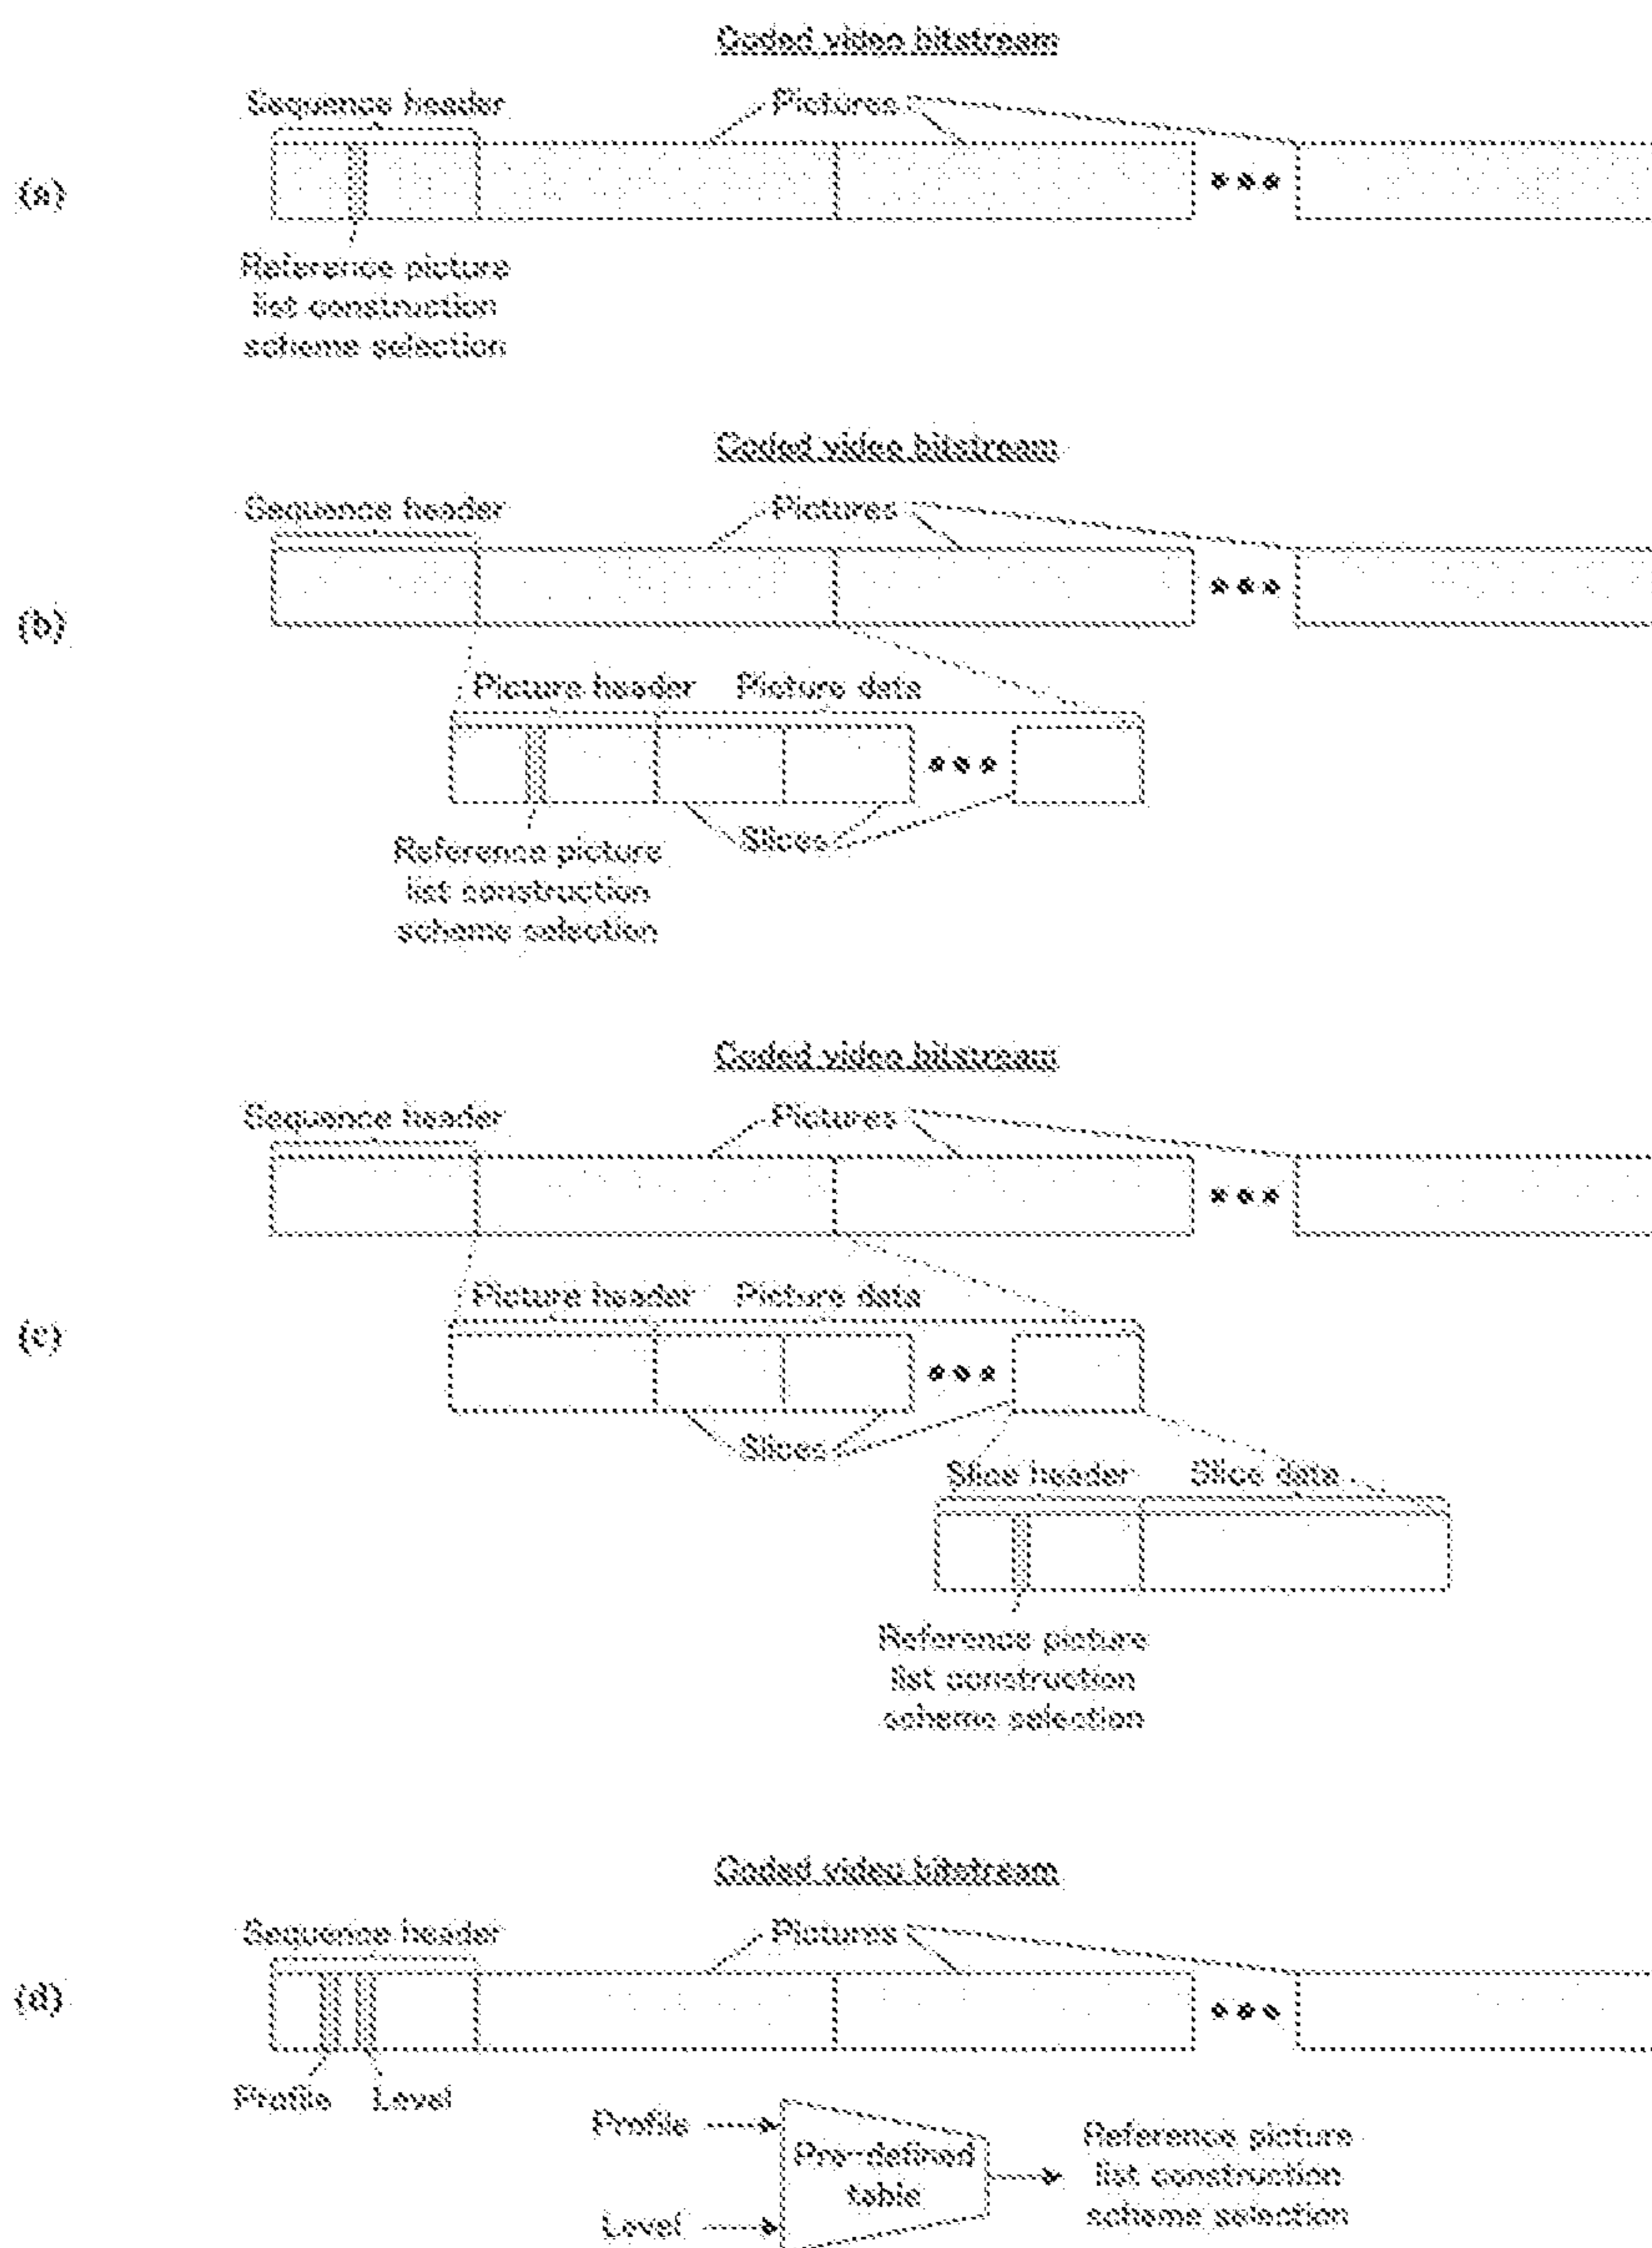 Coded video bitstream
Sequence header
Pictures
(a)
Reference picture
list construction
scheme selection
Coded video bitstream
Sequence header
Pictures
(b)
Picture header
Picture data
Slices
Reference picture
list construction
scheme selection
Coded video bitstream
Sequence header
Pictures
(c)
Picture header
Picture data
Slices
Slice header
Slice data
Reference picture
list construction
scheme selection
Coded video bitstream
Sequence header
Pictures
(d)
Profile
Level
Profile
Pre-defined
table
Level
Reference picture
list construction
scheme selection